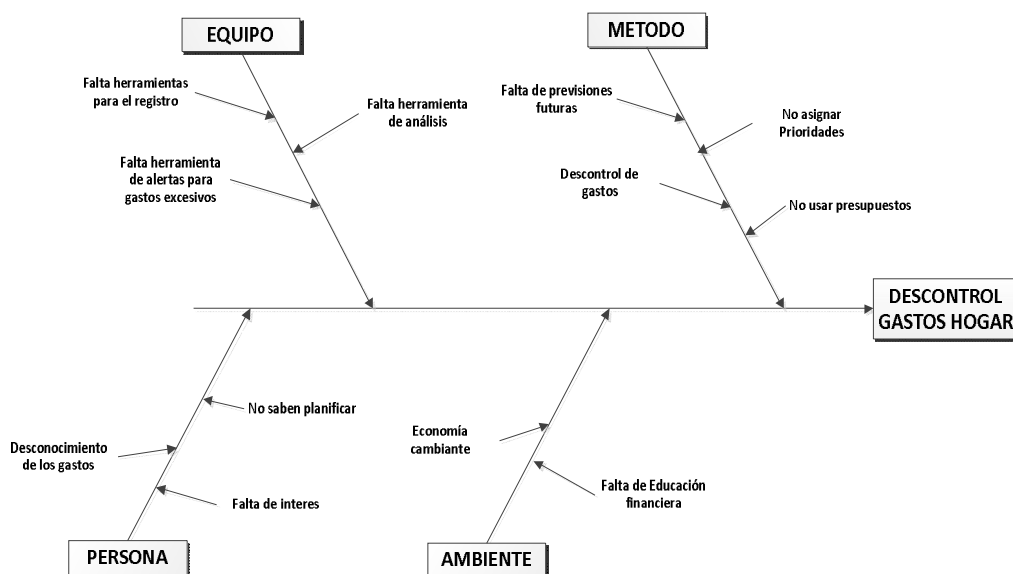 EQUIPO
METODO
Falta herramientas
para el registro
Falta herramienta
de análisis
Falta herramienta
de alertas para
gastos excesivos
Falta de previsiones
futuras
No asignar
Prioridades
Descontrol de
gastos
No usar presupuestos
DESCONTROL
GASTOS HOGAR
No saben planificar
Desconocimiento
de los gastos
Falta de interes
Economía
cambiante
Falta de Educación
financiera
PERSONA
AMBIENTE